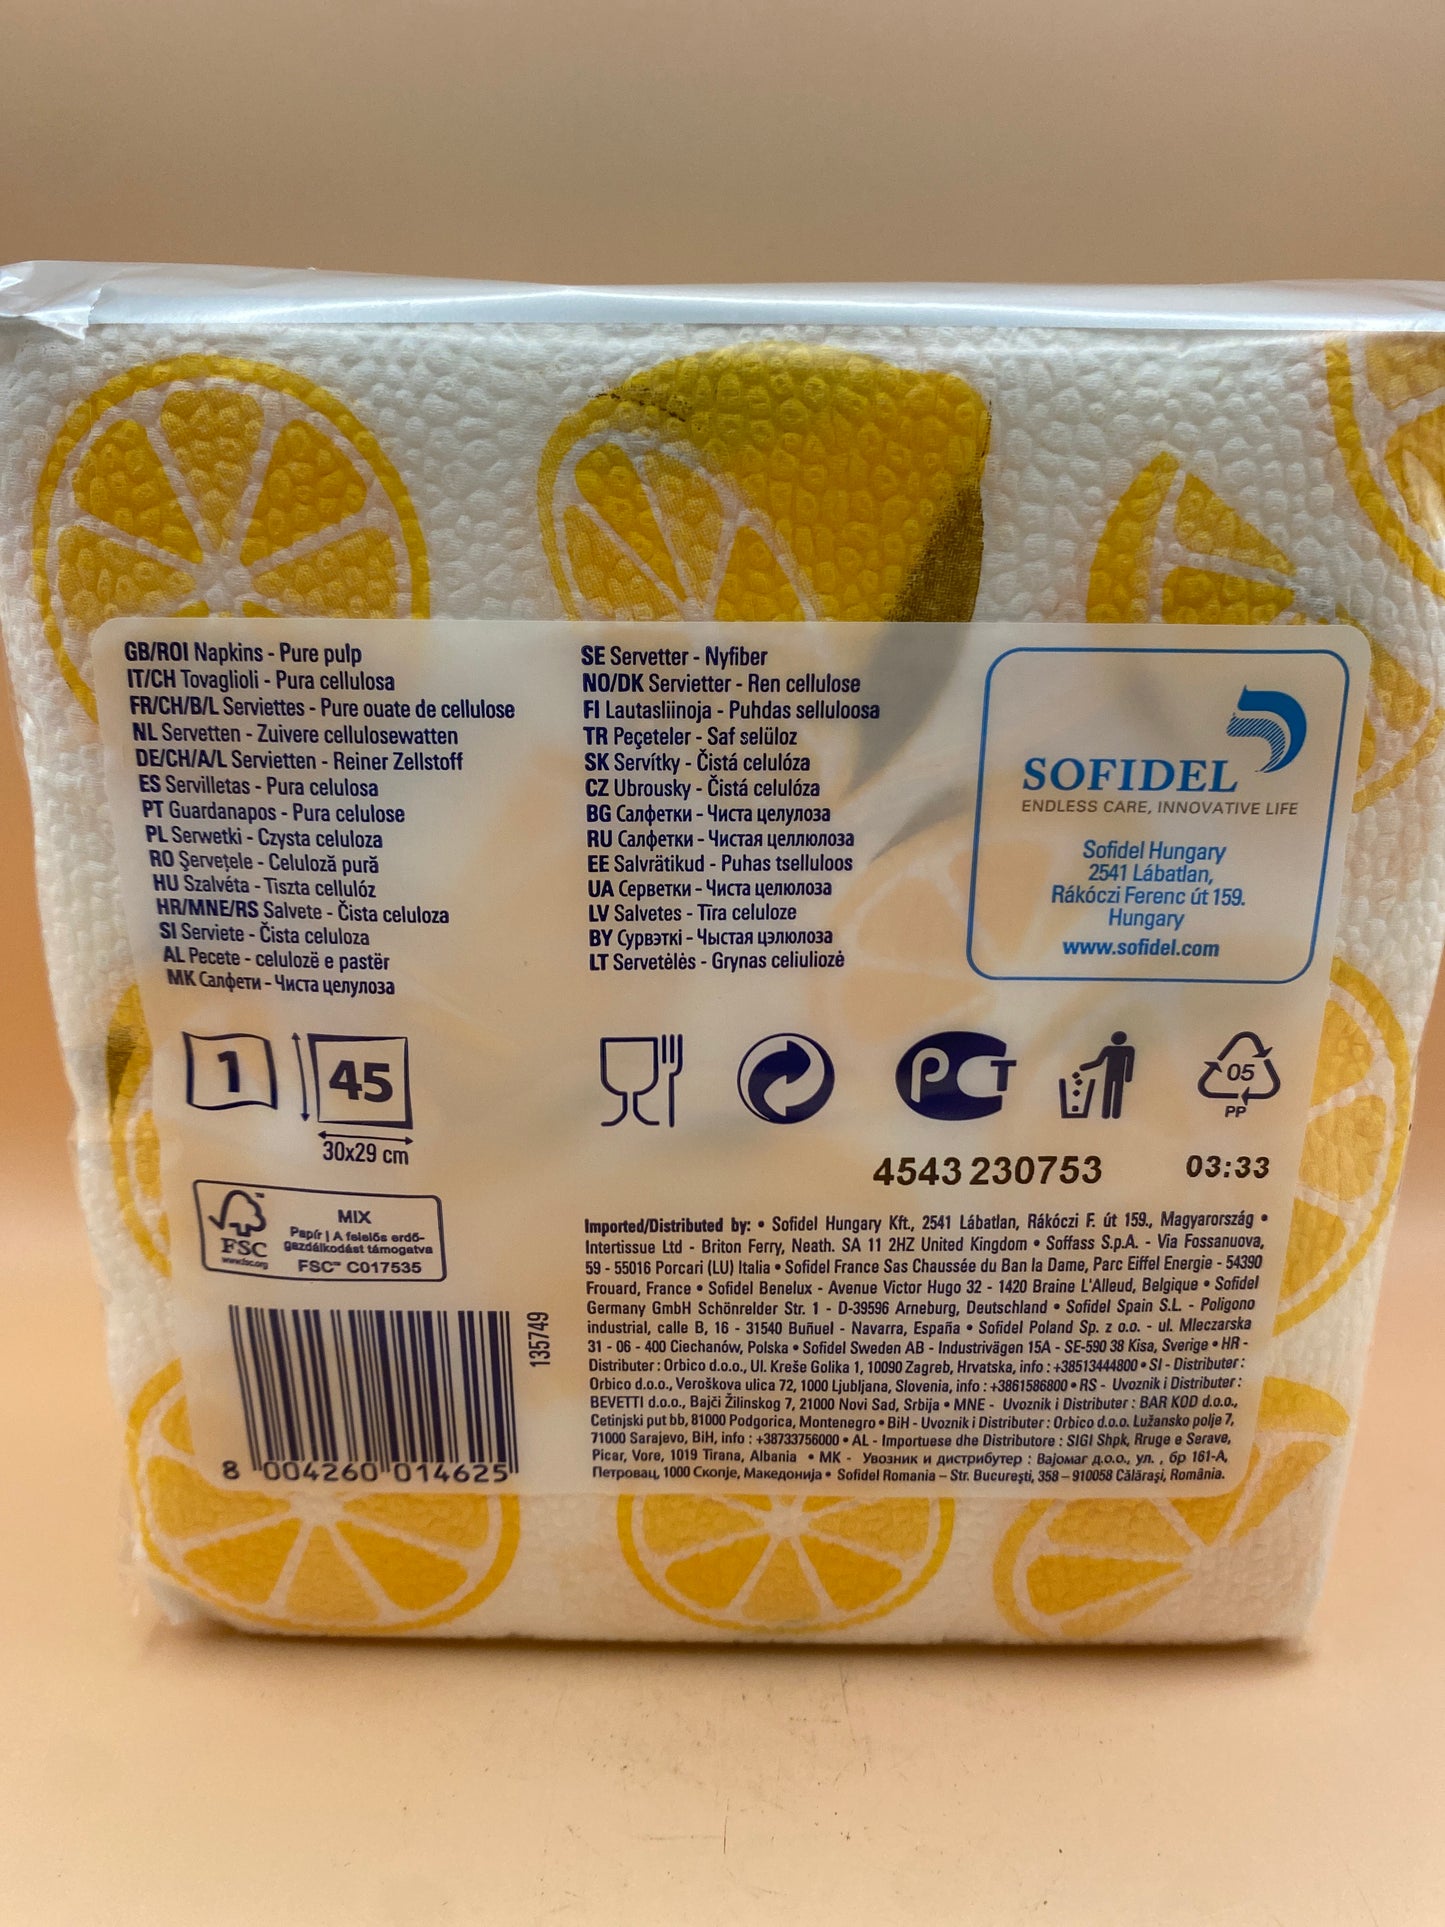 GB/ROI Napkins - Pure pulp
IT/CH Tovaglioli - Pura cellulosa
FR/CH/B/L Serviettes - Pure ouate de cellulose
NL Servetten - Zuivere cellulosewatten
DE/CH/A/L Servietten - Reiner Zellstoff
ES Servilletas - Pura celulosa
PT Guardanapos - Pura celulose
PL Serwetki - Czysta celuloza
RO Şerveţele - Celuloză pură
HU Szalvéta - Tiszta cellulóz
HR/MNE/RS Salvete - Čista celuloza
SI Serviete - Čista celuloza
AL Pecete - celulozë e pastër
MK Салфети - Чиста целулоза
SE Servetter - Nyfiber
NO/DK Servietter - Ren cellulose
FI Lautasliinoja - Puhdas selluloosa
TR Peçeteler - Saf selüloz
SK Servítky - Čistá celulóza
CZ Ubrousky - Čistá celulóza
BG Салфетки - Чиста целулоза
RU Салфетки - Чистая целлюлоза
EE Salvrätikud - Puhas tselluloos
UA Серветки - Чиста целюлоза
LV Salvetes - Tīra celuloze
BY Сурвэткі - Чыстая цэлюлоза
LT Servetėlės - Grynas celiuliozė
SOFIDEL
ENDLESS CARE, INNOVATIVE LIFE
Sofidel Hungary
2541 Lábatlan,
Rákóczi Ferenc út 159.
Hungary
www.sofidel.com
1
45
30x29 cm
PCT
05
PP
4543 230753
03:33
FSC
www.fsc.org
MIX
Papír | A felelős erdő-
gazdálkodást támogatva
FSC™ C017535
135749
8 004260 014625
Imported/Distributed by: • Sofidel Hungary Kft., 2541 Lábatlan, Rákóczi F. út 159., Magyarország •
Intertissue Ltd - Briton Ferry, Neath. SA 11 2HZ United Kingdom • Soffass S.p.A. - Via Fossanuova,
59 - 55016 Porcari (LU) Italia • Sofidel France Sas Chaussée du Ban la Dame, Parc Eiffel Energie - 54390
Frouard, France • Sofidel Benelux - Avenue Victor Hugo 32 - 1420 Braine L'Alleud, Belgique • Sofidel
Germany GmbH Schönrelder Str. 1 - D-39596 Arneburg, Deutschland • Sofidel Spain S.L. - Poligono
industrial, calle B, 16 - 31540 Buñuel - Navarra, España • Sofidel Poland Sp. z o.o. - ul. Mleczarska
31 - 06 - 400 Ciechanów, Polska • Sofidel Sweden AB - Industrivägen 15A - SE-590 38 Kisa, Sverige • HR -
Distributer : Orbico d.o.o., Ul. Kreše Golika 1, 10090 Zagreb, Hrvatska, info : +38513444800 • SI - Distributer :
Orbico d.o.o., Veroškova ulica 72, 1000 Ljubljana, Slovenia, info : +3861586800 • RS - Uvoznik i Distributer :
BEVETTI d.o.o., Bajči Žilinskog 7, 21000 Novi Sad, Srbija • MNE - Uvoznik i Distributer : BAR KOD d.o.o.,
Cetinjski put bb, 81000 Podgorica, Montenegro • BiH - Uvoznik i Distributer : Orbico d.o.o. Lužansko polje 7,
71000 Sarajevo, BiH, info : +38733756000 • AL - Importuese dhe Distributore : SIGI Shpk, Rruge e Serave,
Picar, Vore, 1019 Tirana, Albania • MK - Увозник и дистрибутер : Вајомаг д.о.о., ул. , бр 161-А,
Петровац, 1000 Скопје, Македонија • Sofidel Romania – Str. Bucureşti, 358 – 910058 Călăraşi, România.